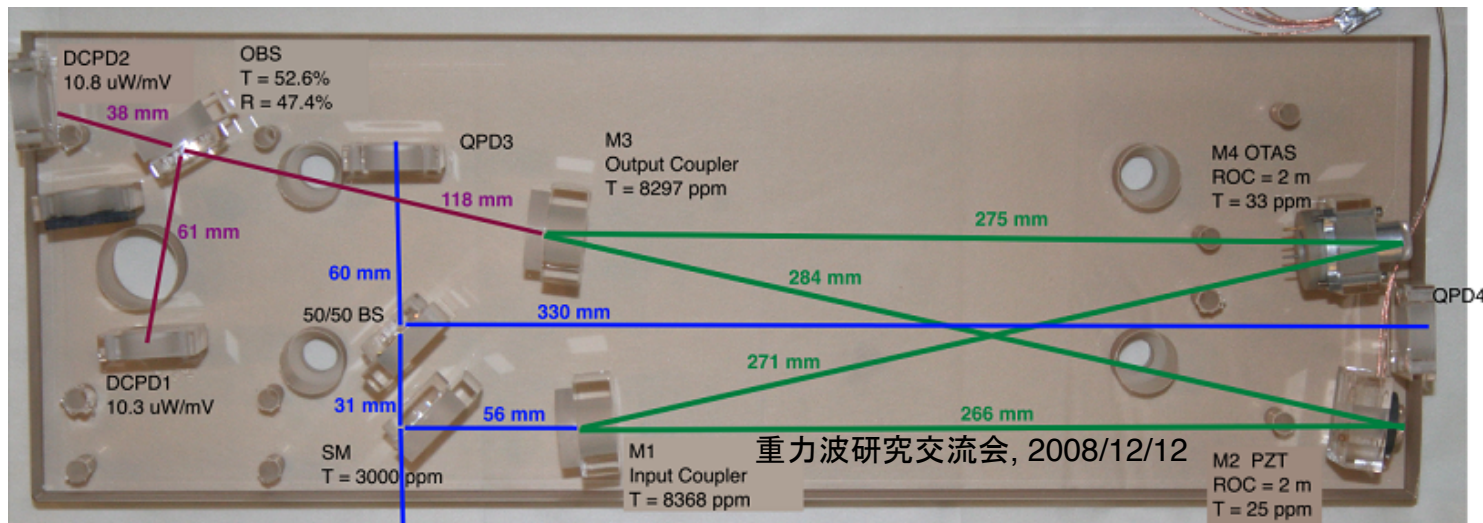 DCPD2
10.8 uW/mV
38 mm
OBS
T = 52.6%
R = 47.4%
QPD3
M3
Output Coupler
T = 8297 ppm
M4 OTAS
ROC = 2 m
T = 33 ppm
118 mm
61 mm
275 mm
60 mm
284 mm
50/50 BS
330 mm
QPD4
271 mm
DCPD1
10.3 uW/mV
31 mm
56 mm
266 mm
SM
T = 3000 ppm
M1
Input Coupler
T = 8368 ppm
重力波研究交流会, 2008/12/12
M2 PZT
ROC = 2 m
T = 25 ppm